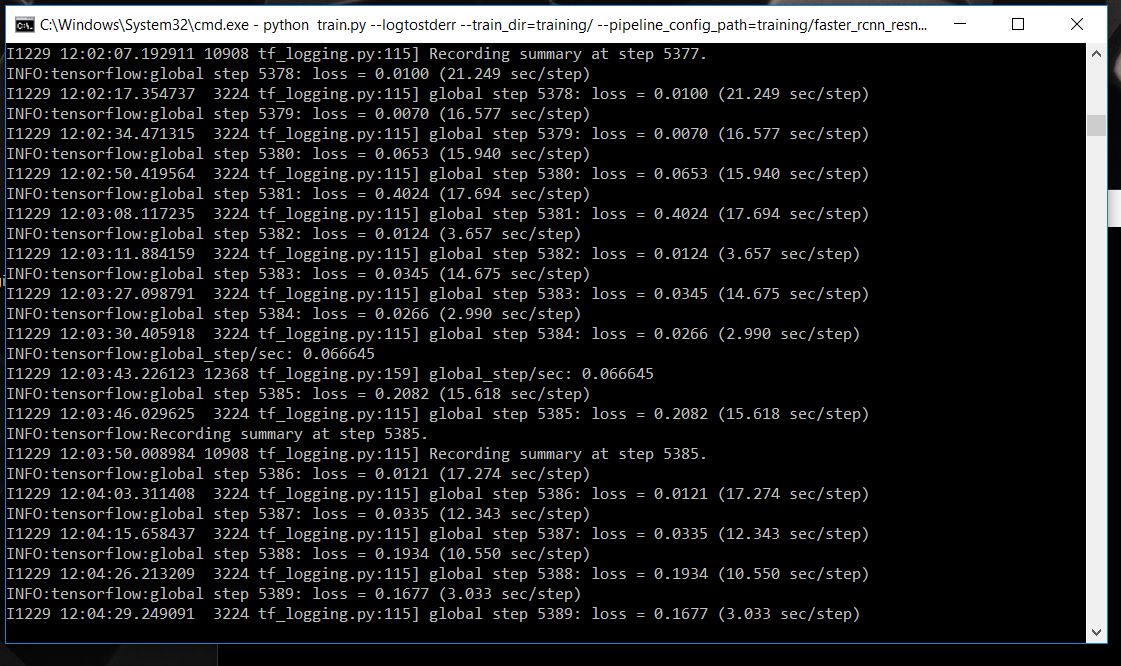 C:\Windows\System32\cmd.exe - python  train.py --logtostderr --train_dir=training/ --pipeline_config_path=training/faster_rcnn_resn...
I1229 12:02:07.192911 10908 tf_logging.py:115] Recording summary at step 5377.
INFO:tensorflow:global step 5378: loss = 0.0100 (21.249 sec/step)
I1229 12:02:17.354737  3224 tf_logging.py:115] global step 5378: loss = 0.0100 (21.249 sec/step)
INFO:tensorflow:global step 5379: loss = 0.0070 (16.577 sec/step)
I1229 12:02:34.471315  3224 tf_logging.py:115] global step 5379: loss = 0.0070 (16.577 sec/step)
INFO:tensorflow:global step 5380: loss = 0.0653 (15.940 sec/step)
I1229 12:02:50.419564  3224 tf_logging.py:115] global step 5380: loss = 0.0653 (15.940 sec/step)
INFO:tensorflow:global step 5381: loss = 0.4024 (17.694 sec/step)
I1229 12:03:08.117235  3224 tf_logging.py:115] global step 5381: loss = 0.4024 (17.694 sec/step)
INFO:tensorflow:global step 5382: loss = 0.0124 (3.657 sec/step)
I1229 12:03:11.884159  3224 tf_logging.py:115] global step 5382: loss = 0.0124 (3.657 sec/step)
INFO:tensorflow:global step 5383: loss = 0.0345 (14.675 sec/step)
I1229 12:03:27.098791  3224 tf_logging.py:115] global step 5383: loss = 0.0345 (14.675 sec/step)
INFO:tensorflow:global step 5384: loss = 0.0266 (2.990 sec/step)
I1229 12:03:30.405918  3224 tf_logging.py:115] global step 5384: loss = 0.0266 (2.990 sec/step)
INFO:tensorflow:global_step/sec: 0.066645
I1229 12:03:43.226123 12368 tf_logging.py:159] global_step/sec: 0.066645
INFO:tensorflow:global step 5385: loss = 0.2082 (15.618 sec/step)
I1229 12:03:46.029625  3224 tf_logging.py:115] global step 5385: loss = 0.2082 (15.618 sec/step)
INFO:tensorflow:Recording summary at step 5385.
I1229 12:03:50.008984 10908 tf_logging.py:115] Recording summary at step 5385.
INFO:tensorflow:global step 5386: loss = 0.0121 (17.274 sec/step)
I1229 12:04:03.311408  3224 tf_logging.py:115] global step 5386: loss = 0.0121 (17.274 sec/step)
INFO:tensorflow:global step 5387: loss = 0.0335 (12.343 sec/step)
I1229 12:04:15.658437  3224 tf_logging.py:115] global step 5387: loss = 0.0335 (12.343 sec/step)
INFO:tensorflow:global step 5388: loss = 0.1934 (10.550 sec/step)
I1229 12:04:26.213209  3224 tf_logging.py:115] global step 5388: loss = 0.1934 (10.550 sec/step)
INFO:tensorflow:global step 5389: loss = 0.1677 (3.033 sec/step)
I1229 12:04:29.249091  3224 tf_logging.py:115] global step 5389: loss = 0.1677 (3.033 sec/step)